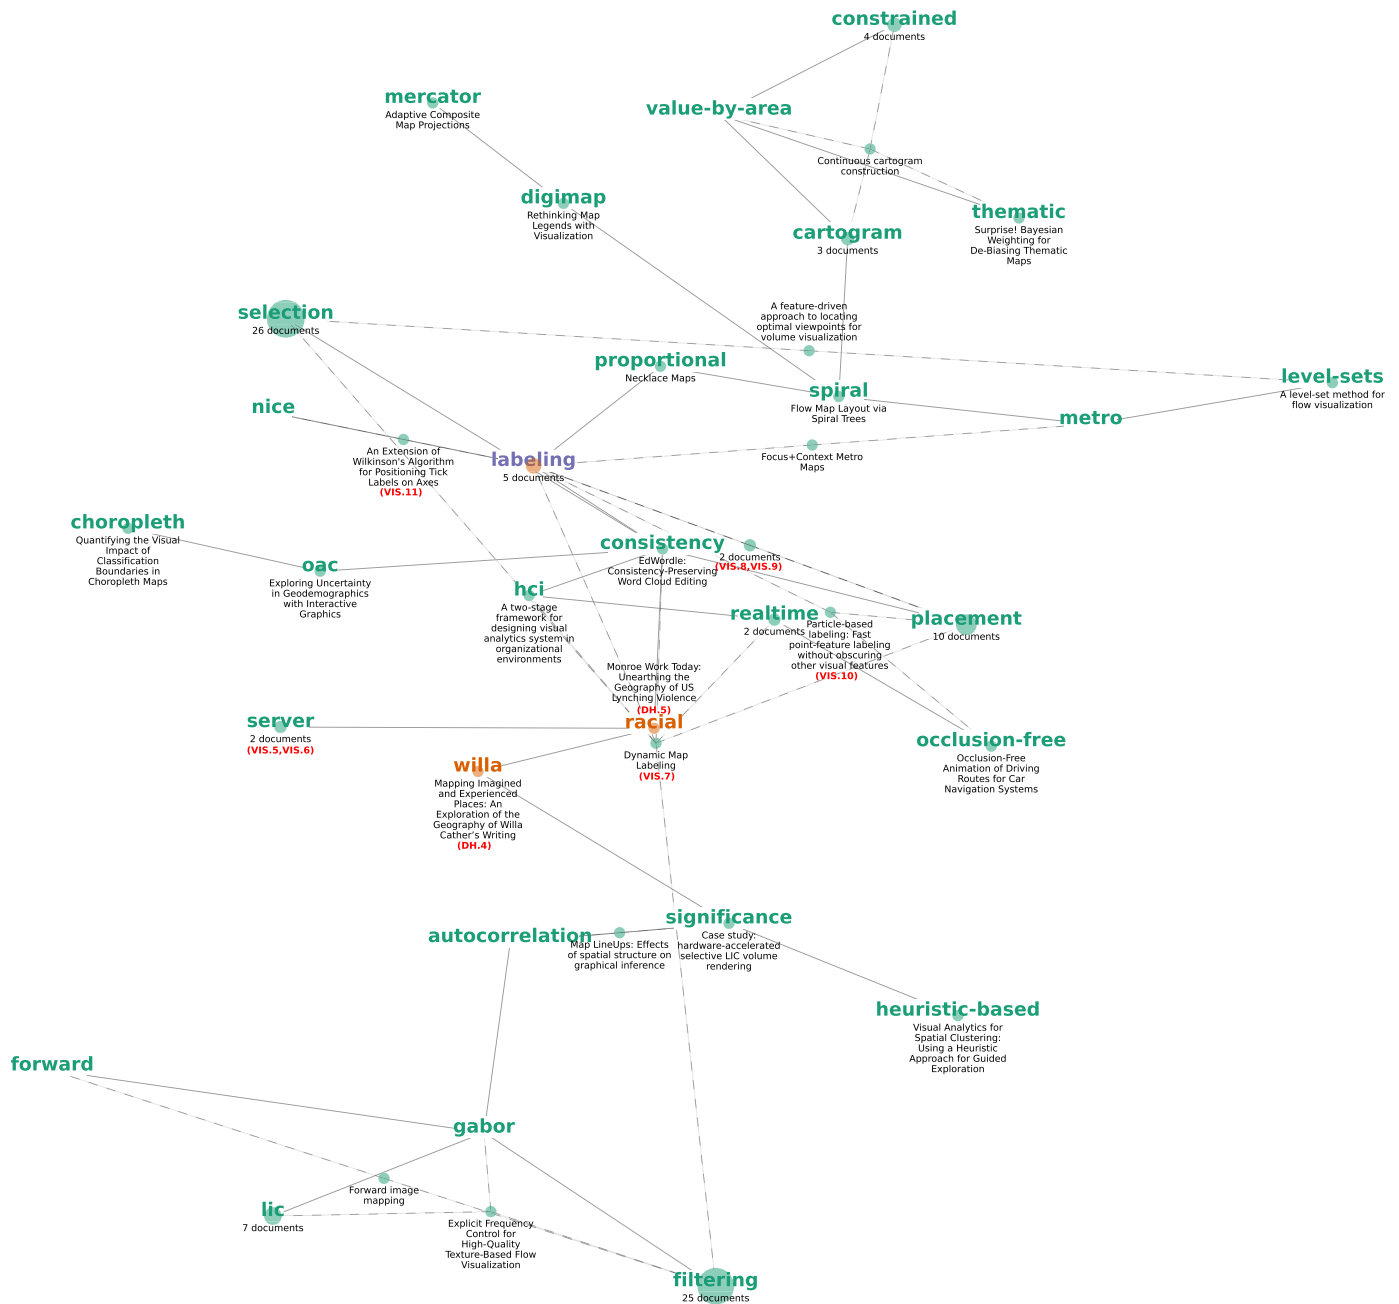 constrained
4 documents
mercator
Adaptive Composite
Map Projections
value-by-area
Continuous cartogram
construction
digimap
Rethinking Map
Legends with
Visualization
thematic
Surprise! Bayesian
Weighting for
De-Biasing Thematic
Maps
cartogram
3 documents
selection
26 documents
A feature-driven
approach to locating
optimal viewpoints for
volume visualization
proportional
Necklace Maps
level-sets
A level-set method for
flow visualization
spiral
Flow Map Layout via
Spiral Trees
nice
metro
An Extension of
Wilkinson's Algorithm
for Positioning Tick
Labels on Axes
(VIS.11)
labeling
5 documents
Focus+Context Metro
Maps
choropleth
Quantifying the Visual
Impact of
Classification
Boundaries in
Choropleth Maps
oac
Exploring Uncertainty
in Geodemographics
with Interactive
Graphics
consistency
EdWordle:
Consistency-Preserving
Word Cloud Editing
2 documents
(VIS.8,VIS.9)
hci
A two-stage
framework for
designing visual
analytics system in
organizational
environments
realtime
2 documents
Particle-based
labeling: Fast
point-feature labeling
without obscuring
other visual features
(VIS.10)
placement
10 documents
Monroe Work Today:
Unearthing the
Geography of US
Lynching Violence
(DH.5)
racial
Dynamic Map
Labeling
(VIS.7)
server
2 documents
(VIS.5,VIS.6)
occlusion-free
Occlusion-Free
Animation of Driving
Routes for Car
Navigation Systems
willa
Mapping Imagined
and Experienced
Places: An
Exploration of the
Geography of Willa
Cather's Writing
(DH.4)
significance
Case study:
hardware-accelerated
selective LIC volume
rendering
autocorrelation
Map LineUps: Effects
of spatial structure on
graphical inference
heuristic-based
Visual Analytics for
Spatial Clustering:
Using a Heuristic
Approach for Guided
Exploration
forward
gabor
Forward image
mapping
lic
7 documents
Explicit Frequency
Control for
High-Quality
Texture-Based Flow
Visualization
filtering
25 documents